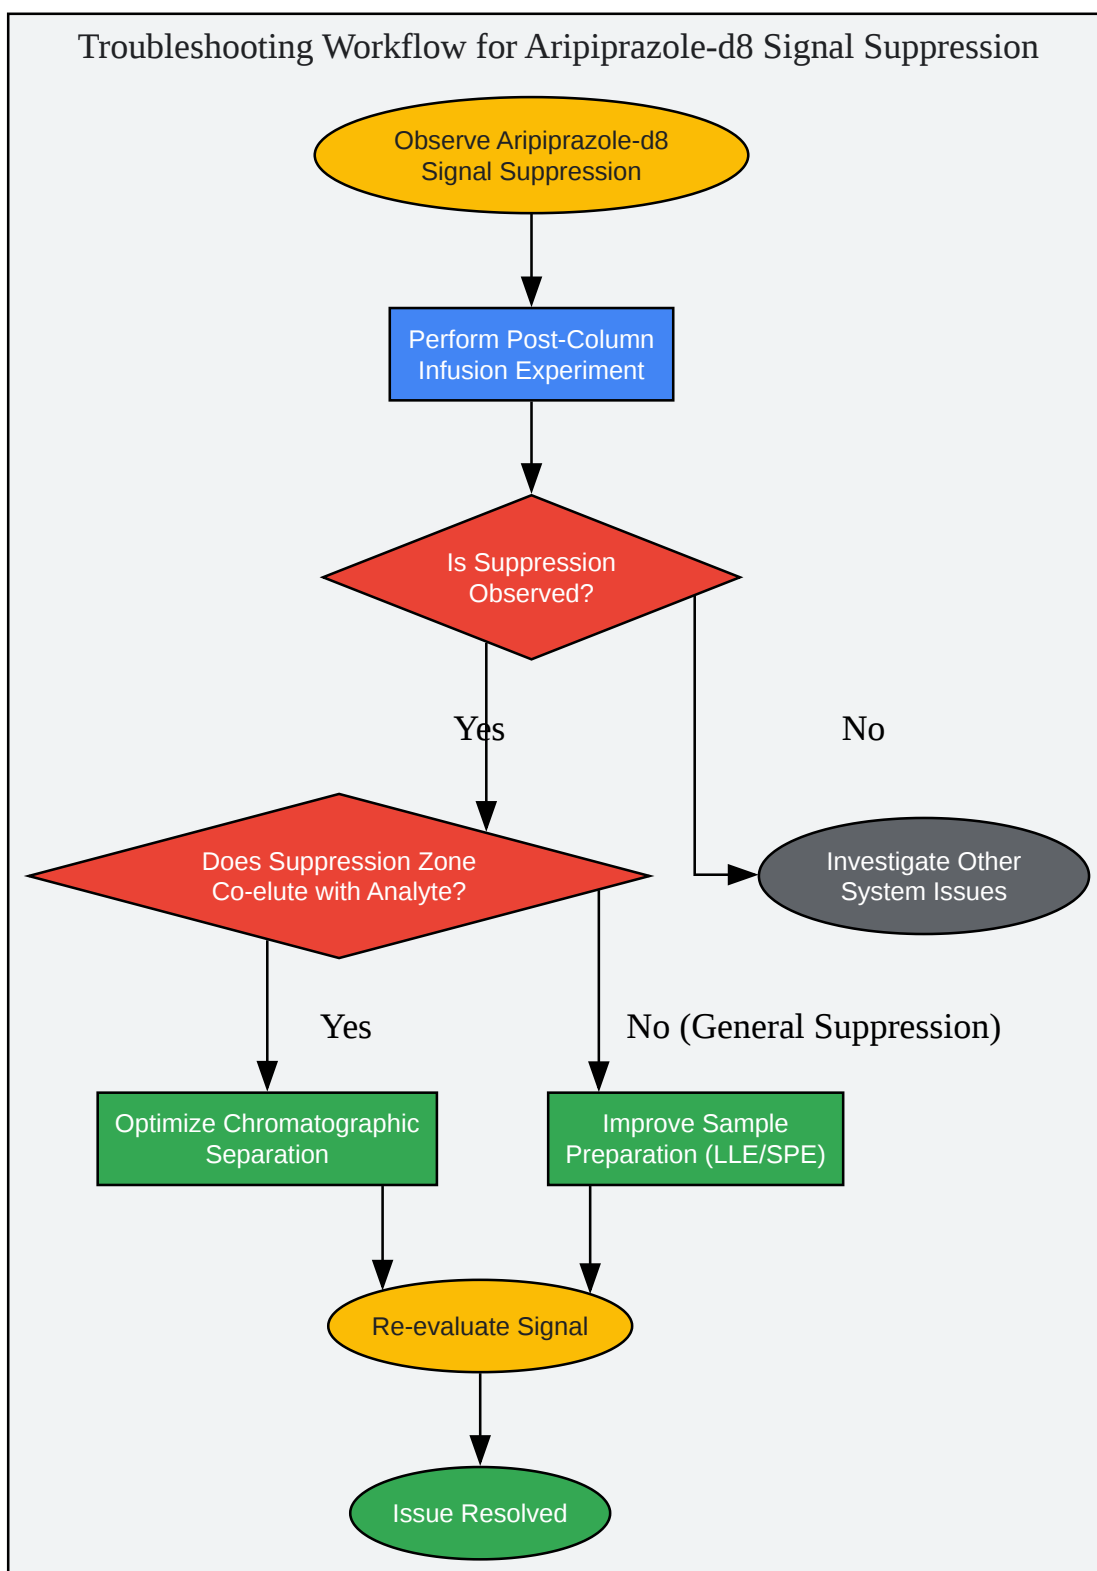 Troubleshooting Workflow for Aripiprazole-d8 Signal Suppression
Observe Aripiprazole-d8
Signal Suppression
Perform Post-Column
Infusion Experiment
Is Suppression
Observed?
Yes
No
Does Suppression Zone
Co-elute with Analyte?
Investigate Other
System Issues
Yes
No (General Suppression)
Optimize Chromatographic
Separation
Improve Sample
Preparation (LLE/SPE)
Re-evaluate Signal
Issue Resolved